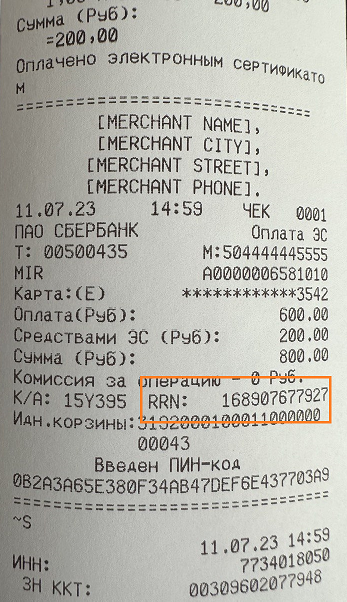 200,00
Сумма (Руб):
=200,00
Оплачено электронным сертификато
м
================================
[MERCHANT NAME],
[MERCHANT CITY],
[MERCHANT STREET],
[MERCHANT PHONE].
11.07.23 14:59 ЧЕК 0001
ПАО СБЕРБАНК Оплата ЭС
Т: 00500435 М:504444445555
MIR A0000006581010
Карта:(E) ************3542
Оплата(Руб): 600.00
Средствами ЭС (Руб): 200.00
Сумма (Руб): 800.00
Комиссия за операцию - 0 Руб.
К/А: 15Y395 RRN: 168907677927
Идн.корзины:3192000100011000000
00043
Введен ПИН-код
0B2A3A65E380F34AB47DEF6E437703A9
================================
~S
11.07.23 14:59
ИНН: 7734018050
ЗН ККТ: 00309602077948